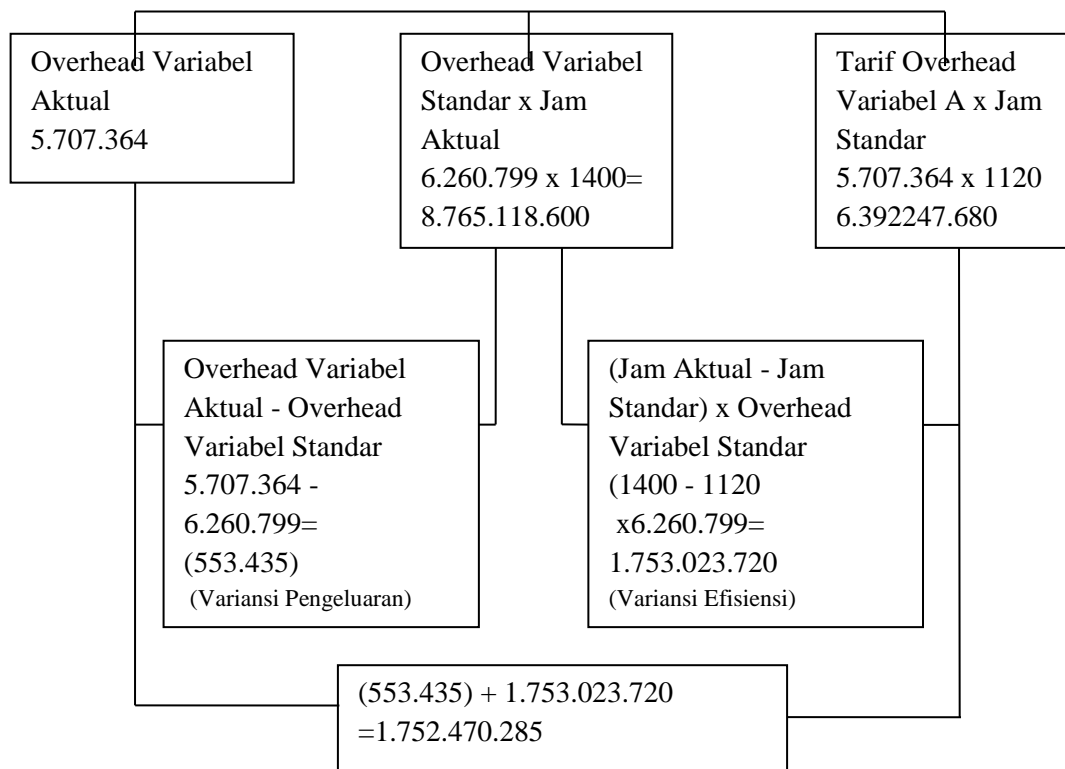 Overhead Variabel
Aktual
5.707.364
Overhead Variabel
Standar x Jam
Aktual
6.260.799 x 1400=
8.765.118.600
Tarif Overhead
Variabel A x Jam
Standar
5.707.364 x 1120
6.392247.680
Overhead Variabel
Aktual - Overhead
Variabel Standar
5.707.364 -
6.260.799=
(553.435)
(Variansi Pengeluaran)
(Jam Aktual - Jam
Standar) x Overhead
Variabel Standar
(1400 - 1120
x6.260.799=
1.753.023.720
(Variansi Efisiensi)
(553.435) + 1.753.023.720
=1.752.470.285